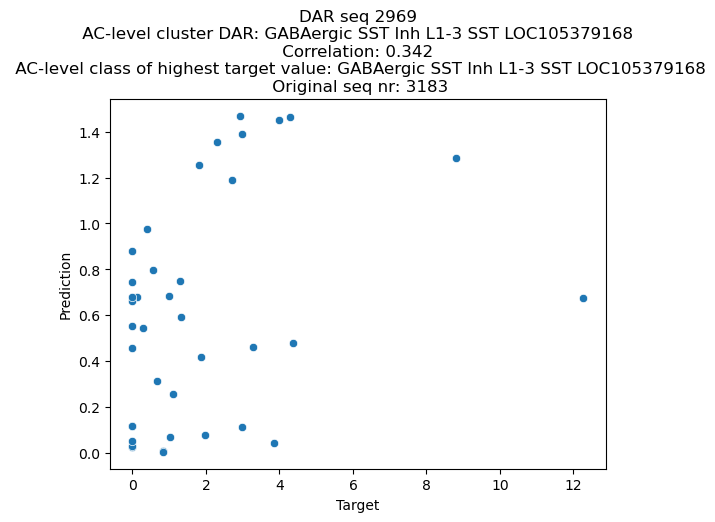 DAR seq 2969
AC-level cluster DAR: GABAergic SST Inh L1-3 SST LOC105379168
Correlation: 0.342
AC-level class of highest target value: GABAergic SST Inh L1-3 SST LOC105379168
Original seq nr: 3183
1.4
1.2
1.0
0.8
0.6
0.4
0.2
0.0
Prediction
0 2 4 6 8 10 12
Target